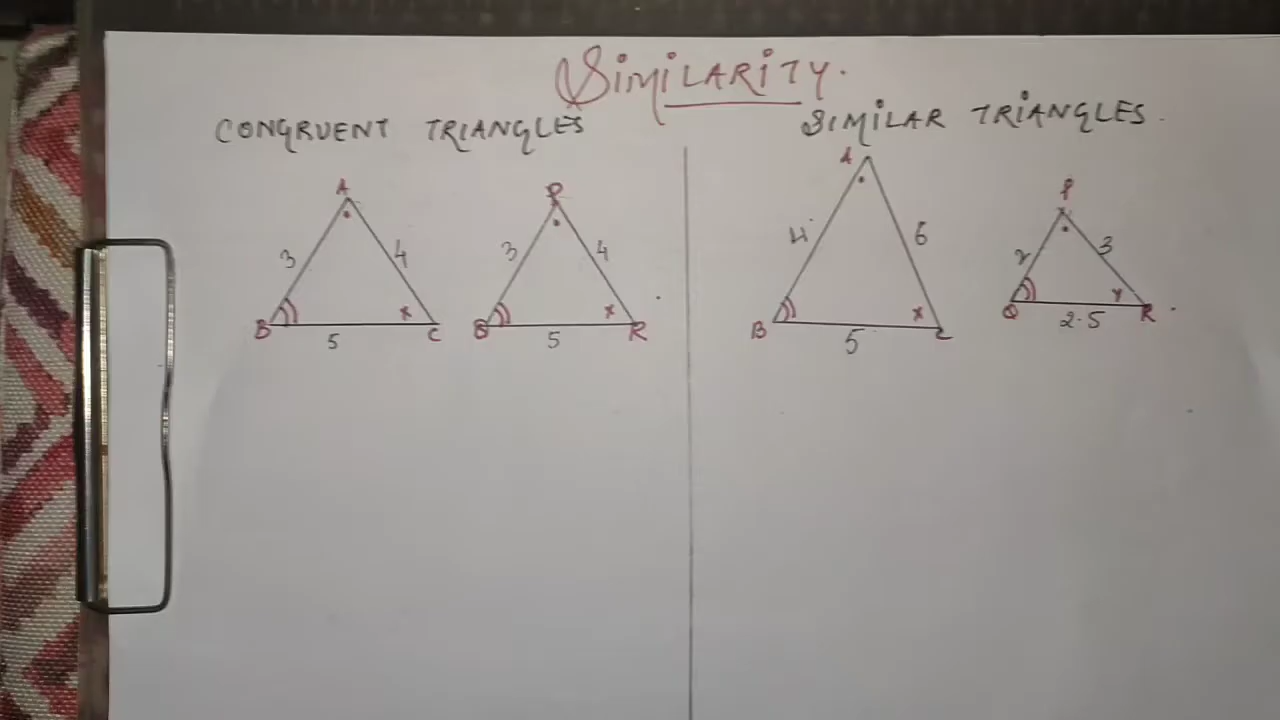 SIMILARITY.
CONGRUENT TRIANGLES
SIMILAR TRIANGLES.
A P A P
3 4 3 4 4 6 2 3
B C Q R B C Q R
5 5 5 2.5